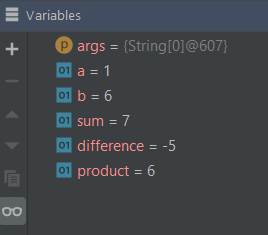 Variables
p args = {String[0]@607}
01 a = 1
01 b = 6
01 sum = 7
01 difference = -5
01 product = 6